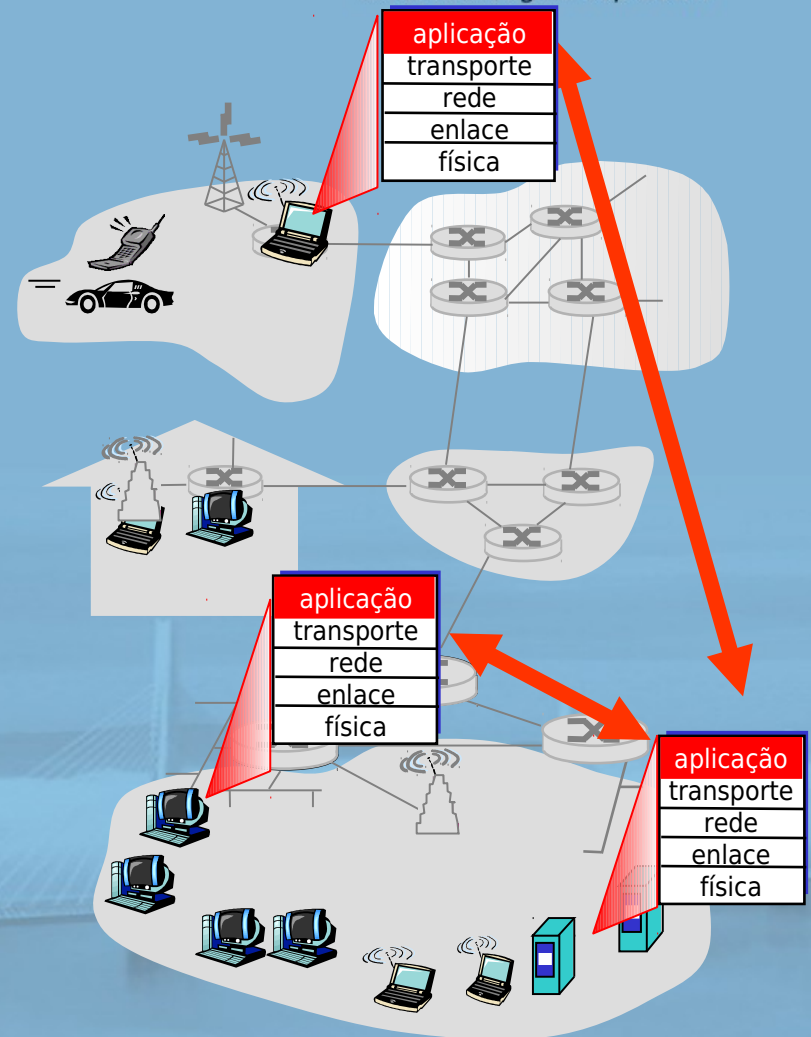 aplicação
transporte
rede
enlace
física
aplicação
transporte
rede
enlace
física
aplicação
transporte
rede
enlace
física